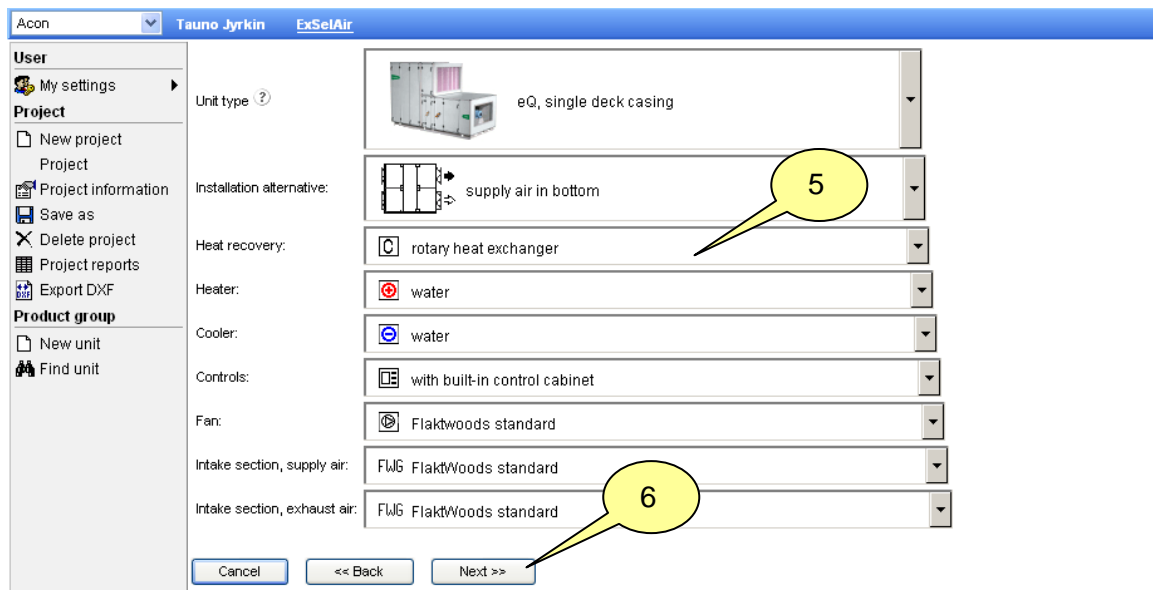 Acon Tauno Jyrkin ExSelAir
User
My settings
Project
New project
Project
Project information
Save as
Delete project
Project reports
DXF Export DXF
Product group
New unit
Find unit
Unit type ? eQ, single deck casing
Installation alternative: supply air in bottom
5
Heat recovery: C rotary heat exchanger
Heater: water
Cooler: water
Controls: with built-in control cabinet
Fan: Flaktwoods standard
Intake section, supply air: FWG FlaktWoods standard
6
Intake section, exhaust air: FWG FlaktWoods standard
Cancel << Back Next >>